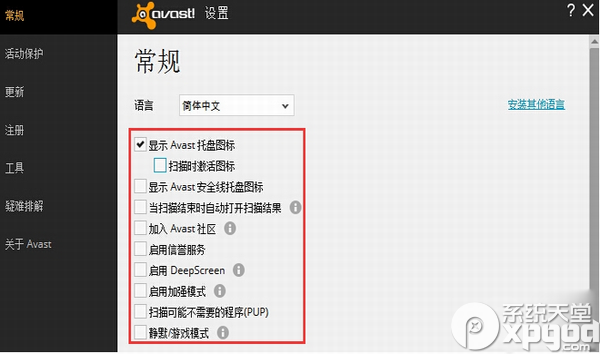 常规
avast! 设置
? X
活动保护
更新
注册
工具
疑难排解
关于 Avast
常规
语言 简体中文 安装其他语言
显示 Avast 托盘图标
扫描时激活图标
显示 Avast 安全线托盘图标
当扫描结束时自动打开扫描结果
加入 Avast 社区
启用信誉服务
启用 DeepScreen
启用加强模式
扫描可能不需要的程序(PUP)
静默/游戏模式
系统天堂